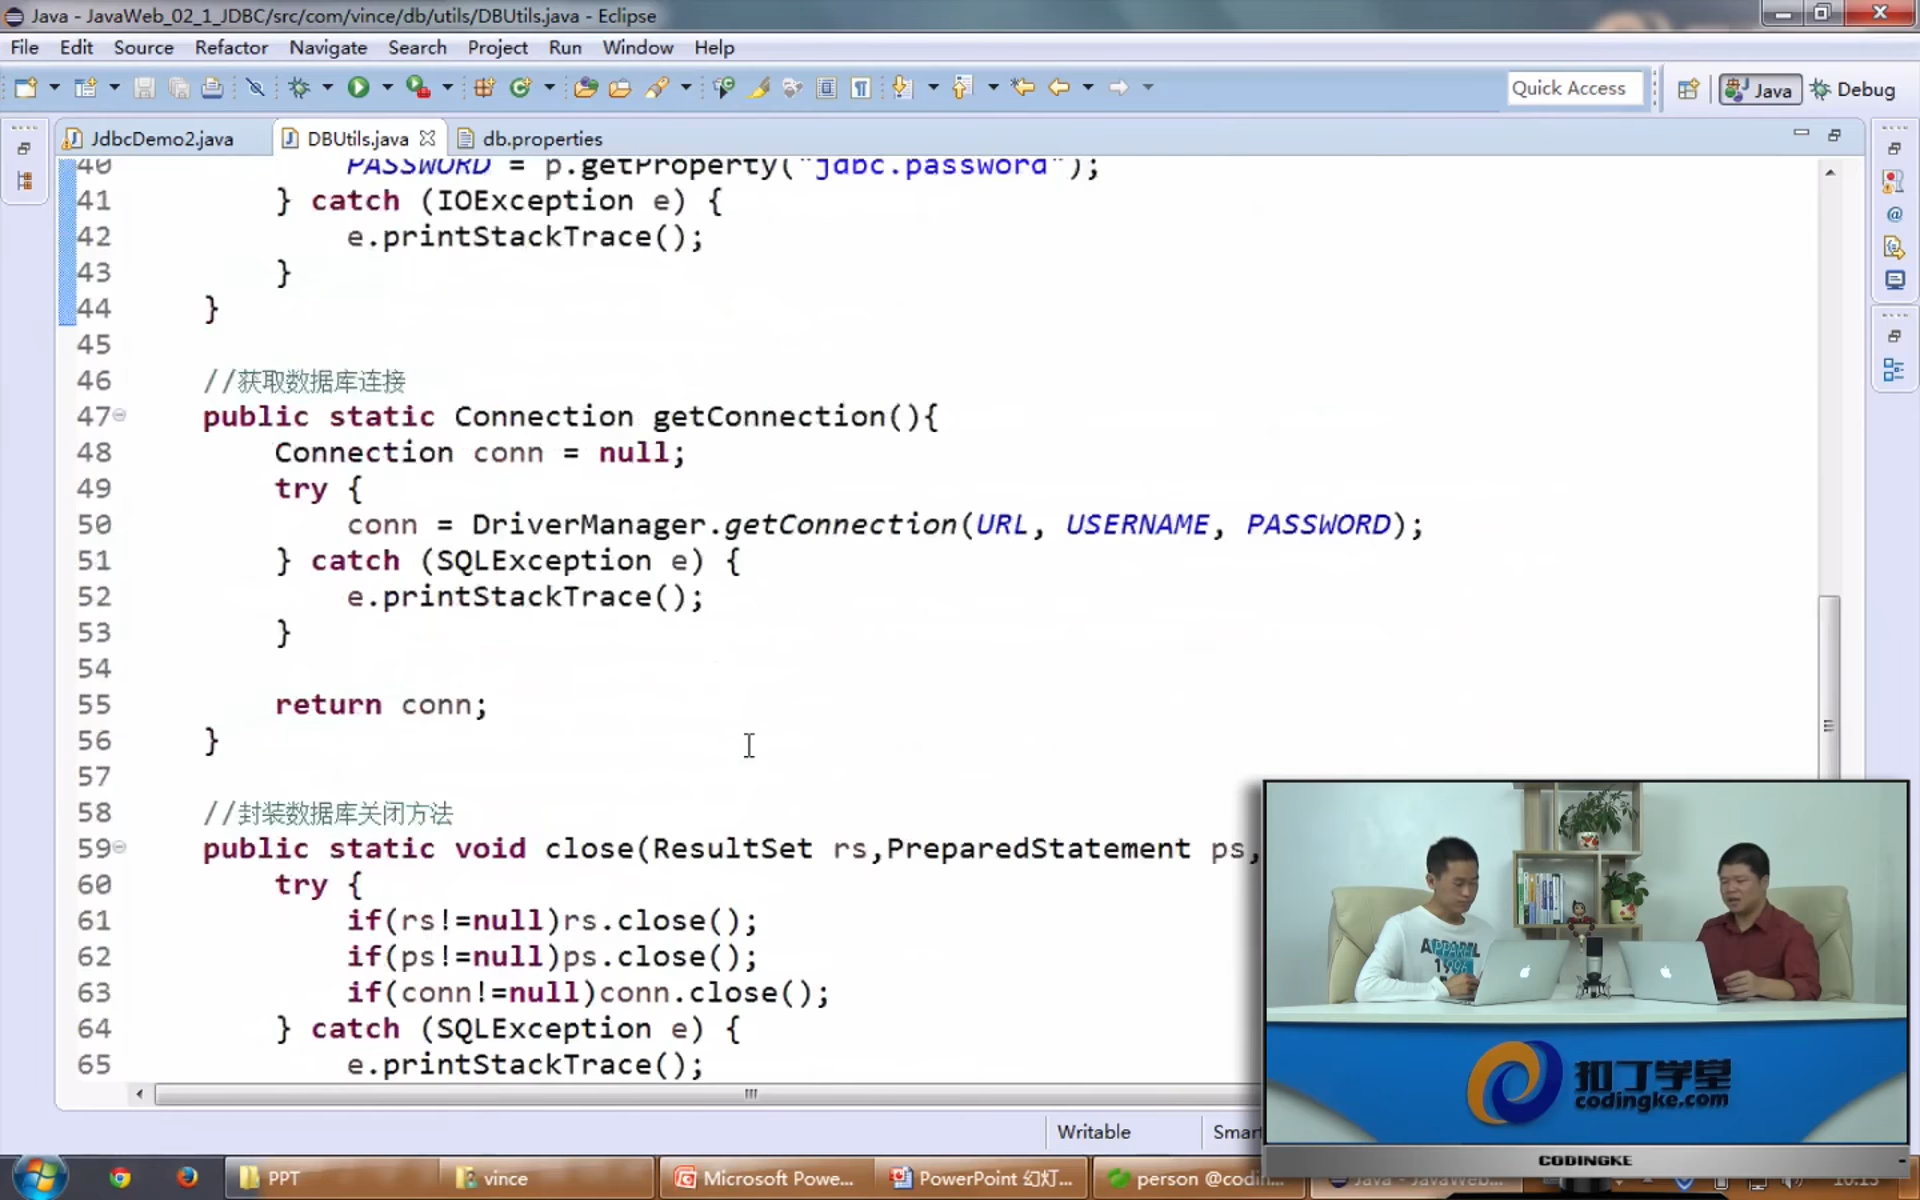 Java - JavaWeb_02_1_JDBC/src/com/vince/db/utils/DBUtils.java - Eclipse
File Edit Source Refactor Navigate Search Project Run Window Help
Quick Access
Java
Debug
JdbcDemo2.java
DBUtils.java
db.properties
40 PASSWORD = p.getProperty("jdbc.password");
41 } catch (IOException e) {
42 e.printStackTrace();
43 }
44 }
45
46 //获取数据库连接
47 public static Connection getConnection(){
48 Connection conn = null;
49 try {
50 conn = DriverManager.getConnection(URL, USERNAME, PASSWORD);
51 } catch (SQLException e) {
52 e.printStackTrace();
53 }
54
55 return conn;
56 }
57
58 //封装数据库关闭方法
59 public static void close(ResultSet rs,PreparedStatement ps,
60 try {
61 if(rs!=null)rs.close();
62 if(ps!=null)ps.close();
63 if(conn!=null)conn.close();
64 } catch (SQLException e) {
65 e.printStackTrace();
APPAREL
1996
扣丁学堂
codingke.com
CODINGKE
Writable
Smart
PPT
vince
Microsoft Powe...
PowerPoint 幻灯...
person @codin...
Java - JavaWeb...